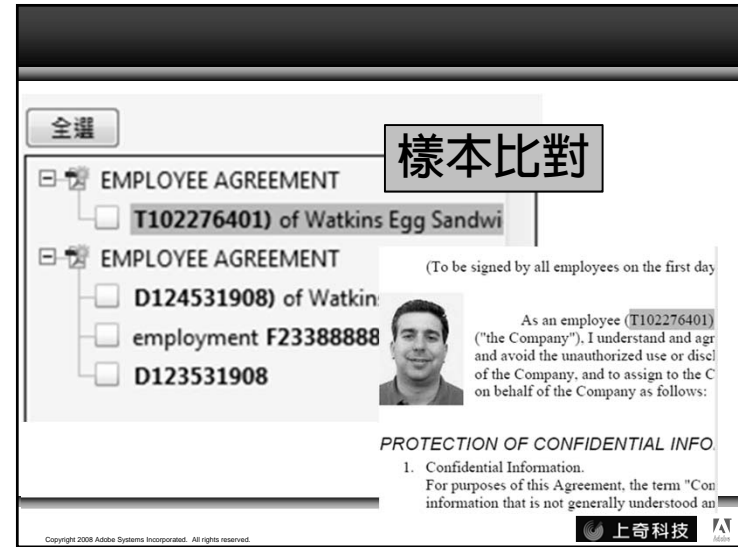 全選
樣本比對
EMPLOYEE AGREEMENT
T102276401) of Watkins Egg Sandwi
EMPLOYEE AGREEMENT
D124531908) of Watkin
employment F23388888
D123531908
(To be signed by all employees on the first day
As an employee (T102276401)
("the Company"), I understand and agr
and avoid the unauthorized use or discl
of the Company, and to assign to the C
on behalf of the Company as follows:
PROTECTION OF CONFIDENTIAL INFO
1. Confidential Information.
For purposes of this Agreement, the term "Con
information that is not generally understood an
Copyright 2008 Adobe Systems Incorporated. All rights reserved.
上奇科技
Adobe